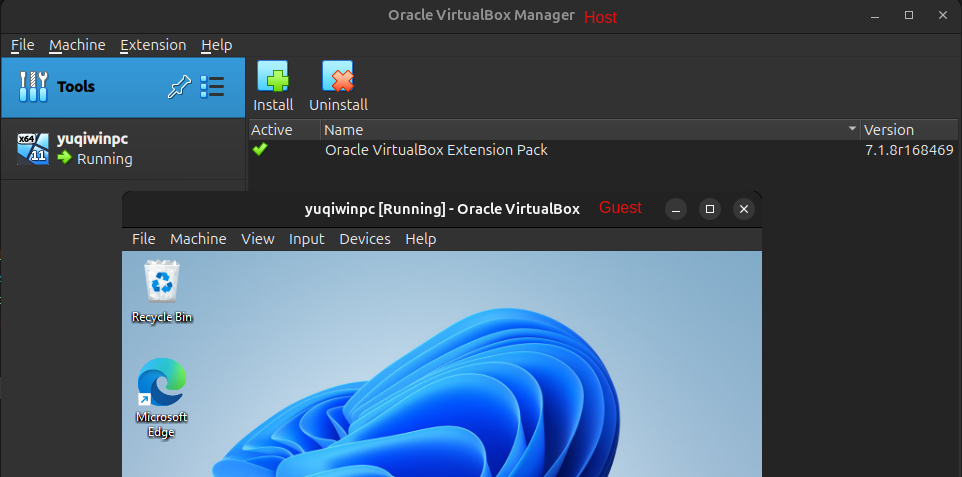 Oracle VirtualBox Manager Host
File Machine Extension Help
Tools
Install Uninstall
Active Name Version
x64 11 yuqiwinpc
Running
Oracle VirtualBox Extension Pack 7.1.8r168469
yuqiwinpc [Running] - Oracle VirtualBox Guest
File Machine View Input Devices Help
Recycle Bin
Microsoft
Edge